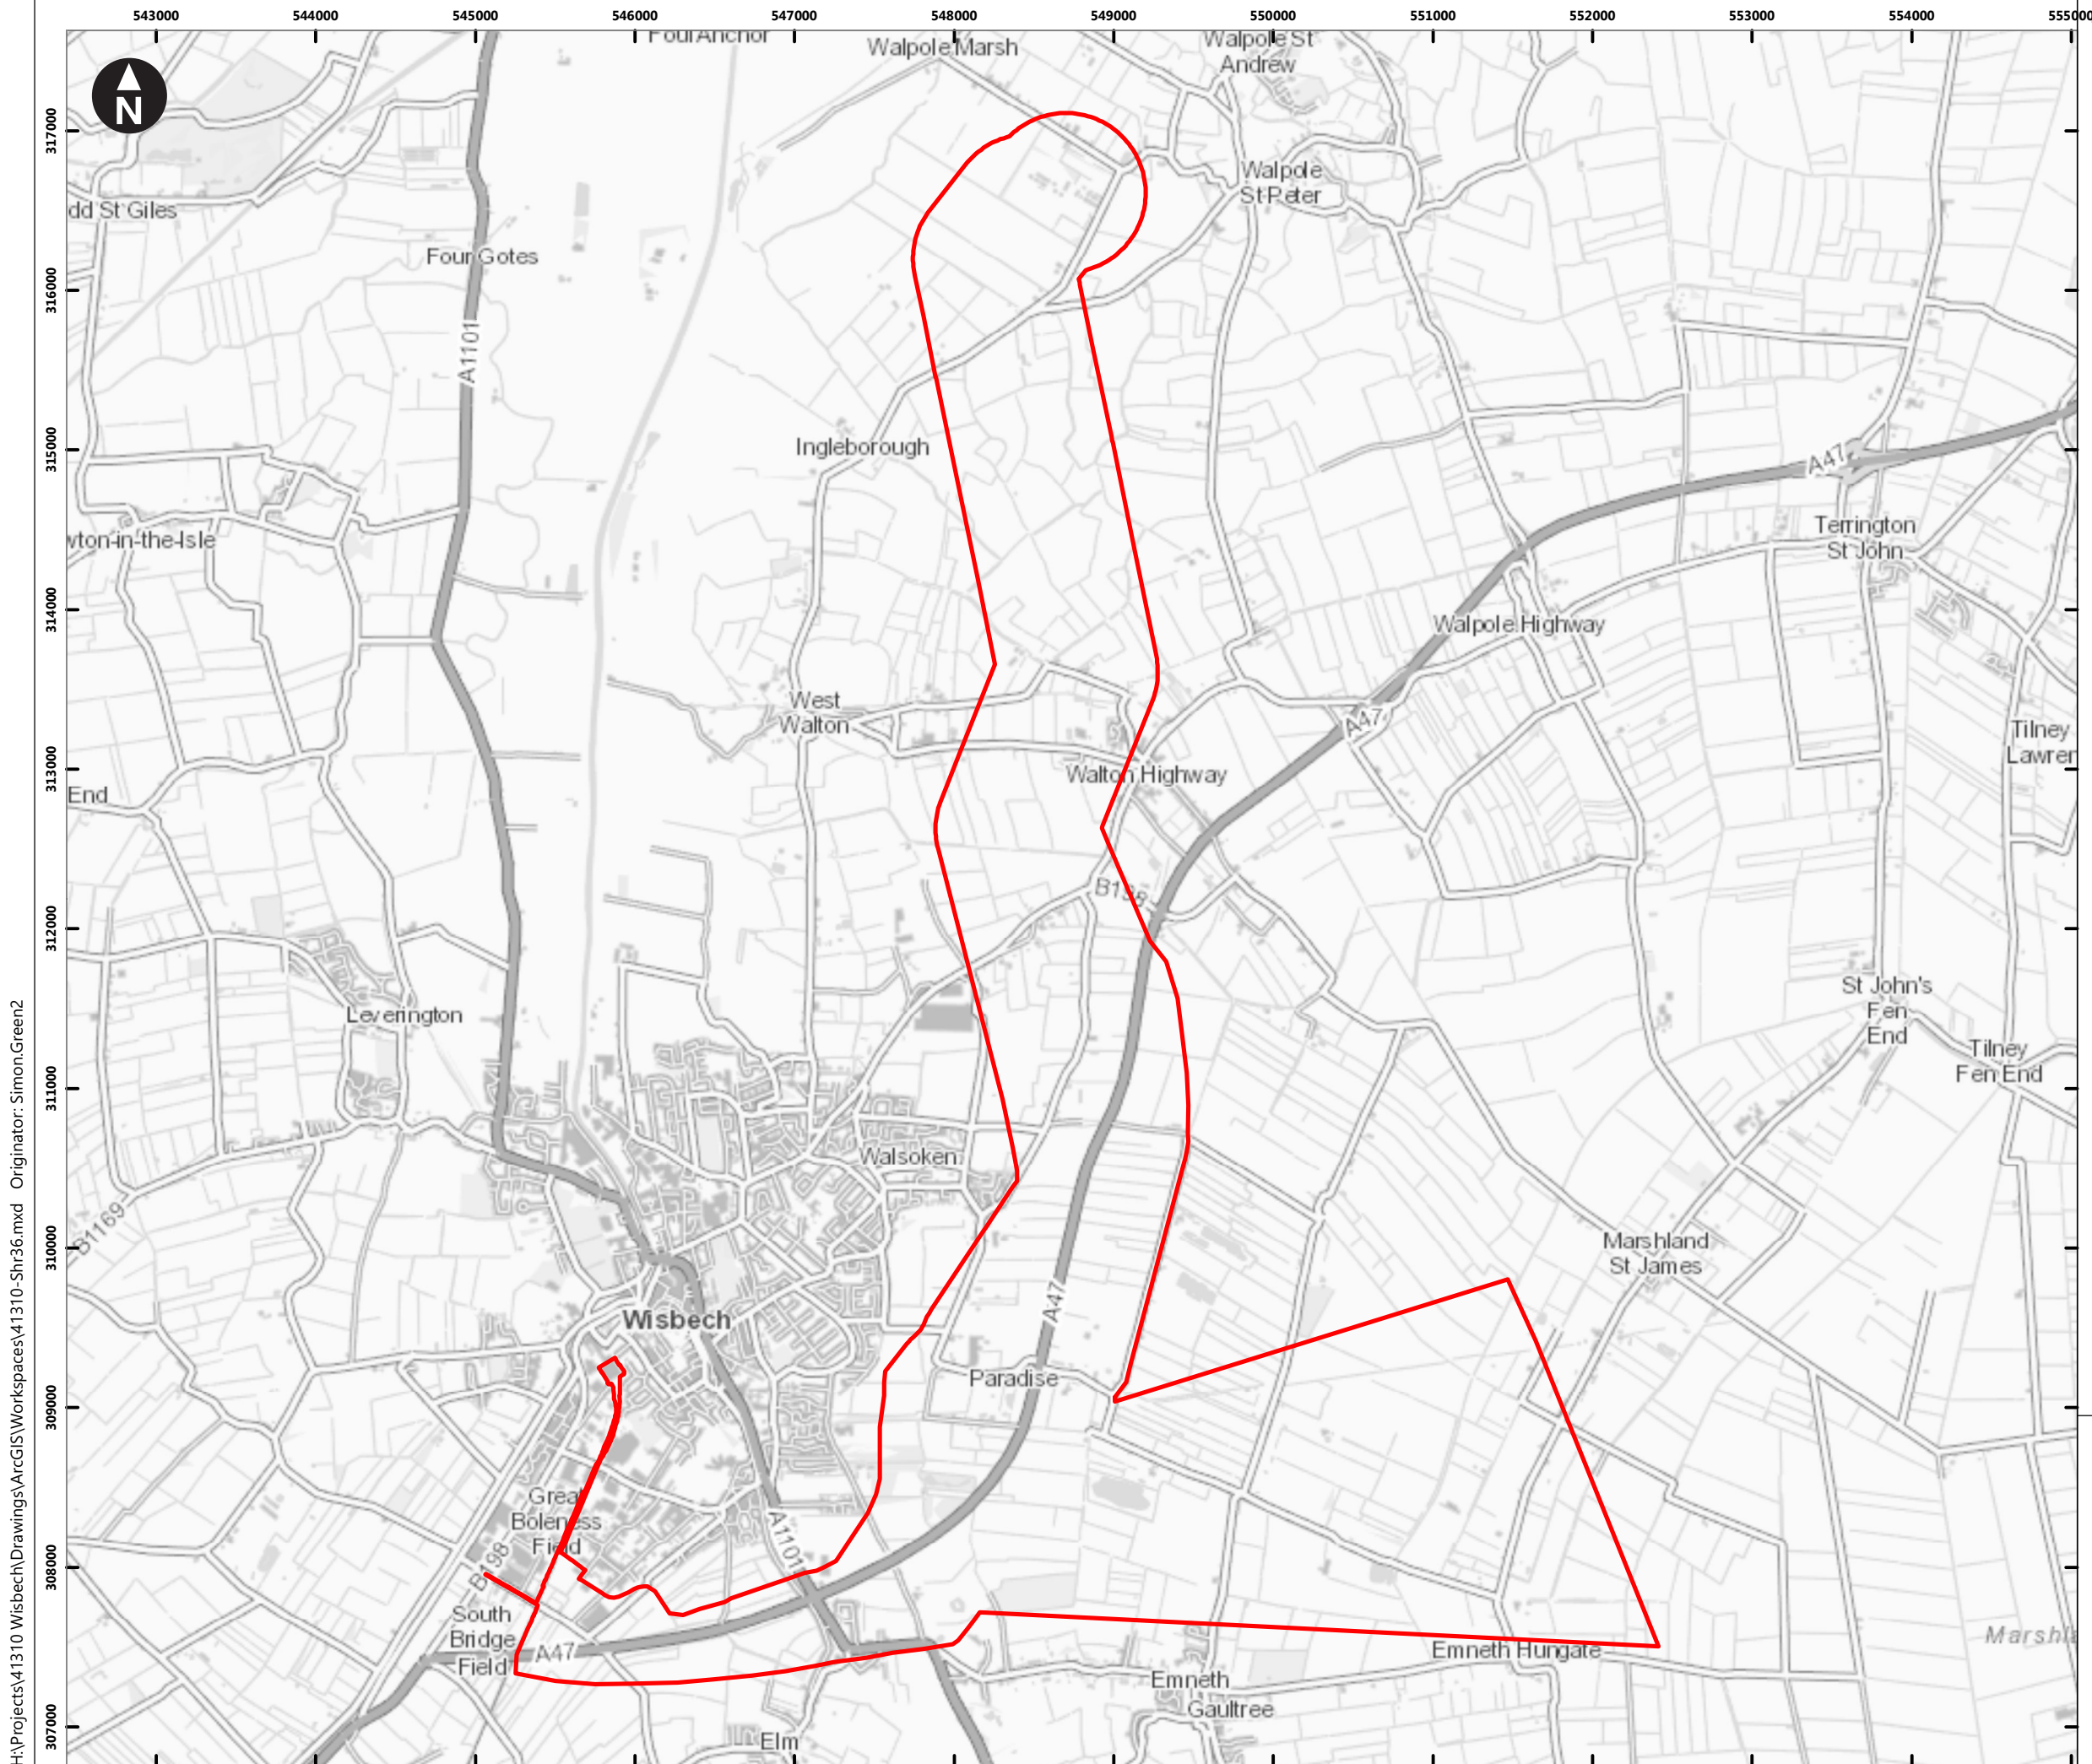 543000 544000 545000 546000 547000 548000 549000 550000 551000 552000 553000 554000
Foul Anchor
Walpole Marsh
Walpole St
Andrew
N
317000
Walpole
St Peter
dd St Giles
Four Gotes
316000
A1101
Ingleborough
315000
A47
Terrington
St John
wton-in-the-Isle
314000
Walpole Highway
West
Walton
A47
Tilney
Lawren
313000
Walton Highway
End
B198
312000
St John's
Fen
End
Leverington
Tilney
Fen End
311000
Walsoken
B1169
310000
Marshland
St James
A47
Wisbech
Paradise
309000
Great
Boleness
Field
A1101
308000
B198
South
Bridge
Field
A47
Marshl
Emneth Hungate
Emneth
Gaultree
307000
Elm
H:\Projects\41310 Wisbech\Drawings\ArcGIS\Workspaces\41310-Shr36.mxd Originator: Simon.Green2